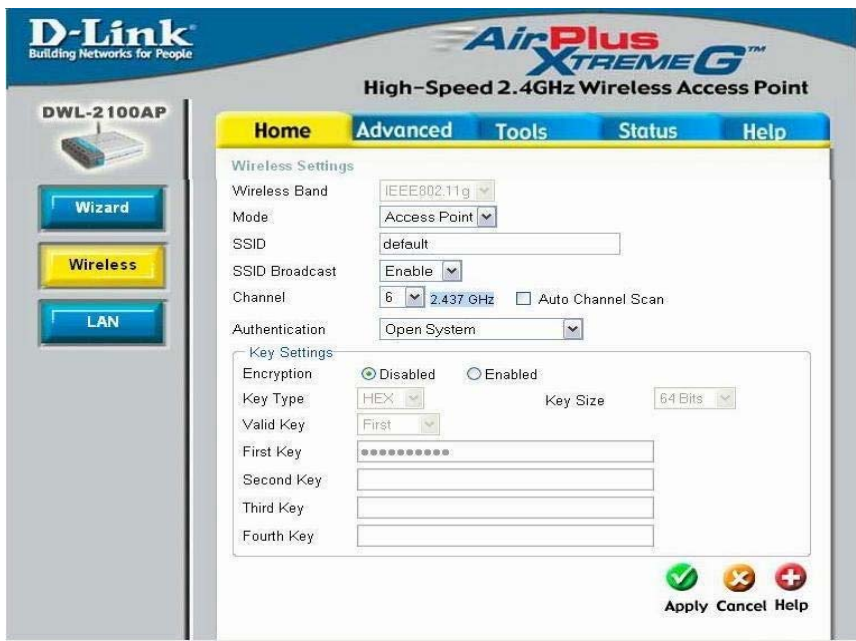 D-Link
Building Networks for People
AirPlus
XTREME G™
High-Speed 2.4GHz Wireless Access Point
DWL-2100AP
Home Advanced Tools Status Help
Wizard
Wireless
LAN
Wireless Settings
Wireless Band IEEE802.11g
Mode Access Point
SSID default
SSID Broadcast Enable
Channel 6 2.437 GHz Auto Channel Scan
Authentication Open System
Key Settings
Encryption Disabled Enabled
Key Type HEX Key Size 64 Bits
Valid Key First
First Key ●●●●●●●●●●
Second Key
Third Key
Fourth Key
Apply Cancel Help